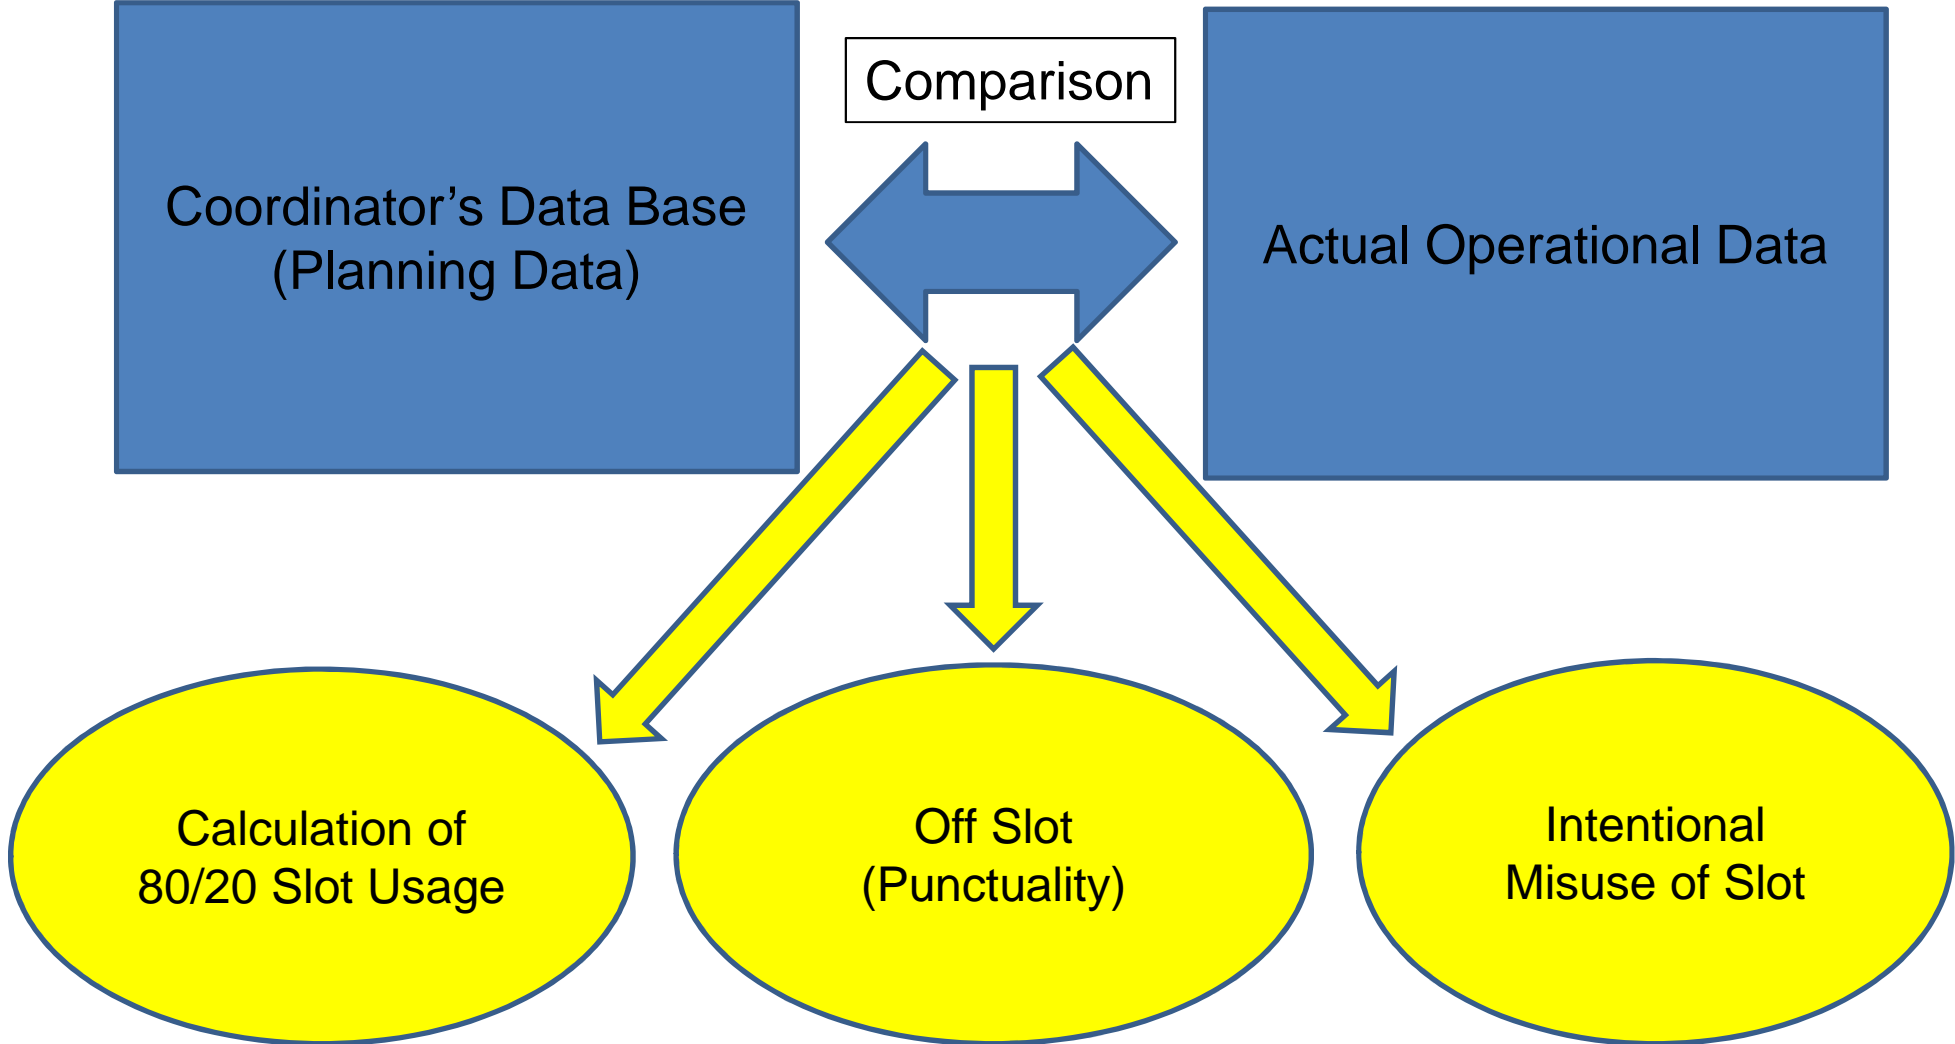 Comparison
Coordinator’s Data Base
(Planning Data)
Actual Operational Data
Calculation of
80/20 Slot Usage
Off Slot
(Punctuality)
Intentional
Misuse of Slot